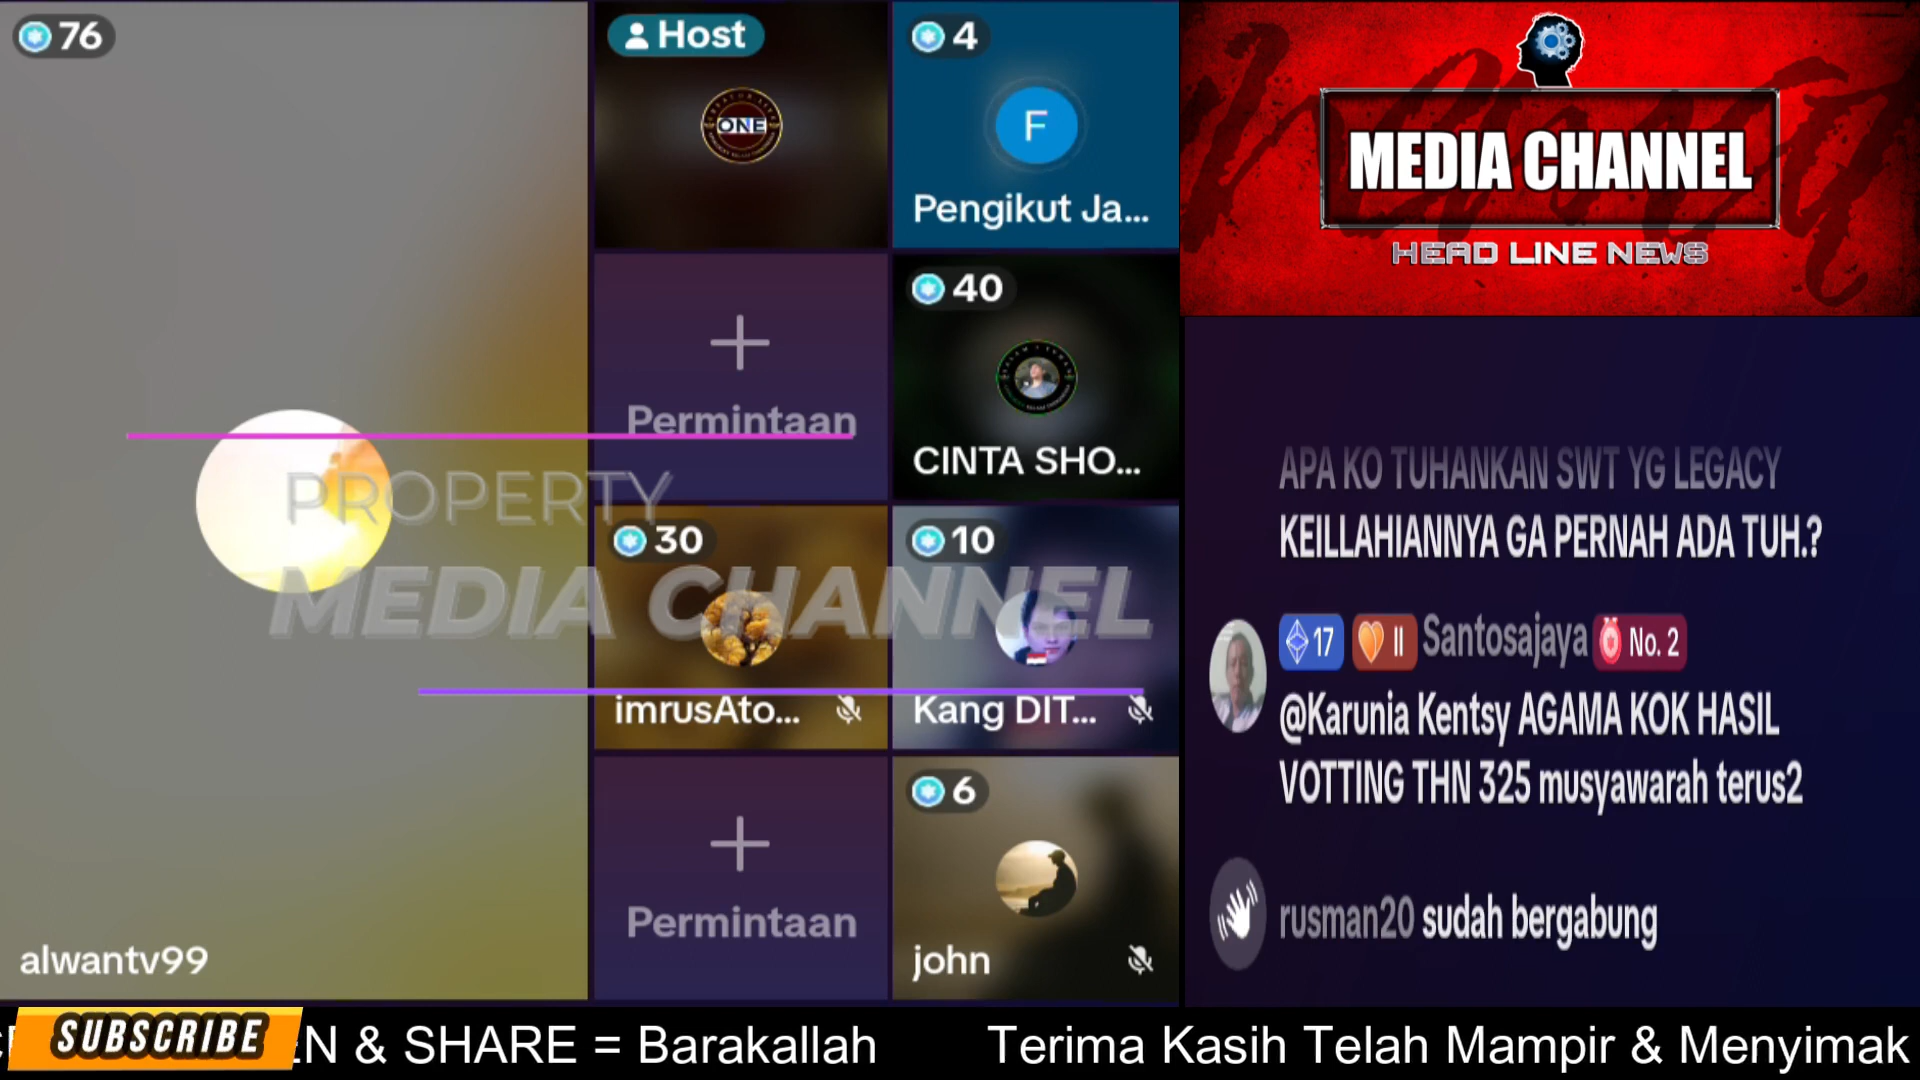 76
alwantv99
Host
ONE
4
F
Pengikut Ja...
Permintaan
40
CINTA SHO...
30
imrusAto...
10
Kang DIT...
Permintaan
6
john
PROPERTY
MEDIA CHANNEL
MEDIA CHANNEL
HEAD LINE NEWS
APA KO TUHANKAN SWT YG LEGACY
KEILLAHIANNYA GA PERNAH ADA TUH.?
17 II Santosajaya No. 2
@Karunia Kentsy AGAMA KOK HASIL
VOTTING THN 325 musyawarah terus2
rusman20 sudah bergabung
SUBSCRIBE
& SHARE = Barakallah Terima Kasih Telah Mampir & Menyimak